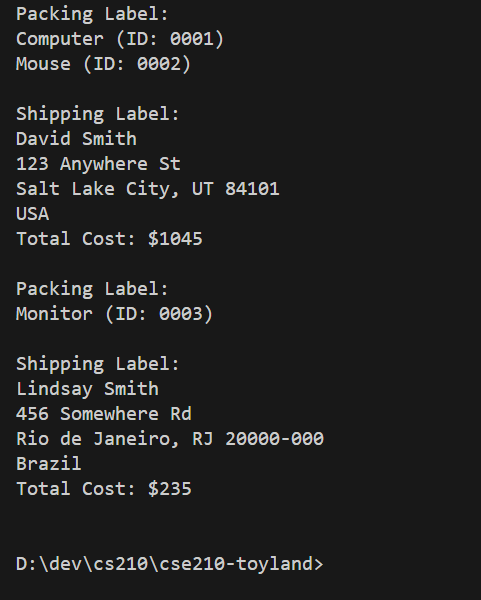 Packing Label:
Computer (ID: 0001)
Mouse (ID: 0002)
Shipping Label:
David Smith
123 Anywhere St
Salt Lake City, UT 84101
USA
Total Cost: $1045
Packing Label:
Monitor (ID: 0003)
Shipping Label:
Lindsay Smith
456 Somewhere Rd
Rio de Janeiro, RJ 20000-000
Brazil
Total Cost: $235
D:\dev\cs210\cse210-toyland>